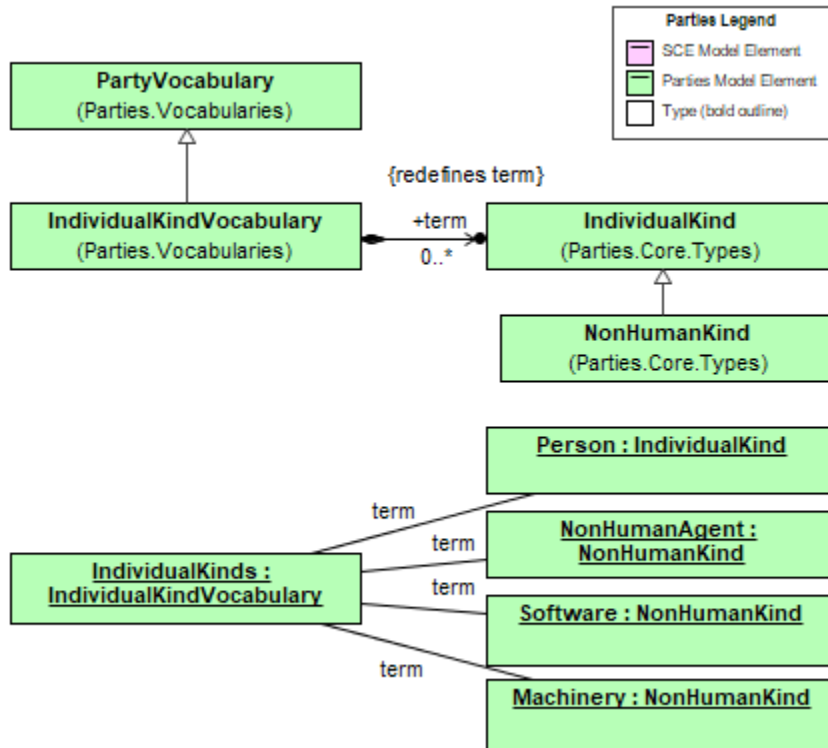 Parties Legend
SCE Model Element
Parties Model Element
Type (bold outline)
PartyVocabulary
(Parties.Vocabularies)
{redefines term}
IndividualKindVocabulary
(Parties.Vocabularies)
+term
0..*
IndividualKind
(Parties.Core.Types)
NonHumanKind
(Parties.Core.Types)
Person : IndividualKind
term
NonHumanAgent :
NonHumanKind
term
IndividualKinds :
IndividualKindVocabulary
term
Software : NonHumanKind
term
Machinery : NonHumanKind